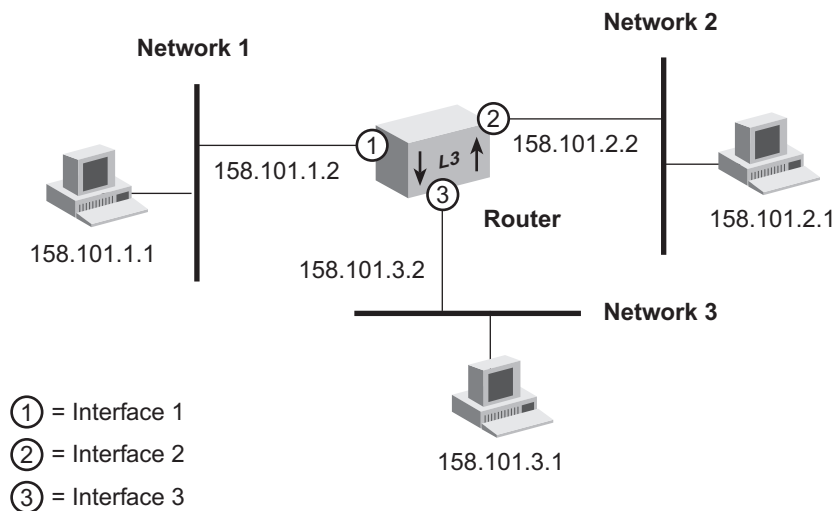 Network 1
Network 2
1
2
158.101.1.2
L3
158.101.2.2
3
Router
158.101.1.1
158.101.2.1
158.101.3.2
Network 3
1 = Interface 1
2 = Interface 2
158.101.3.1
3 = Interface 3